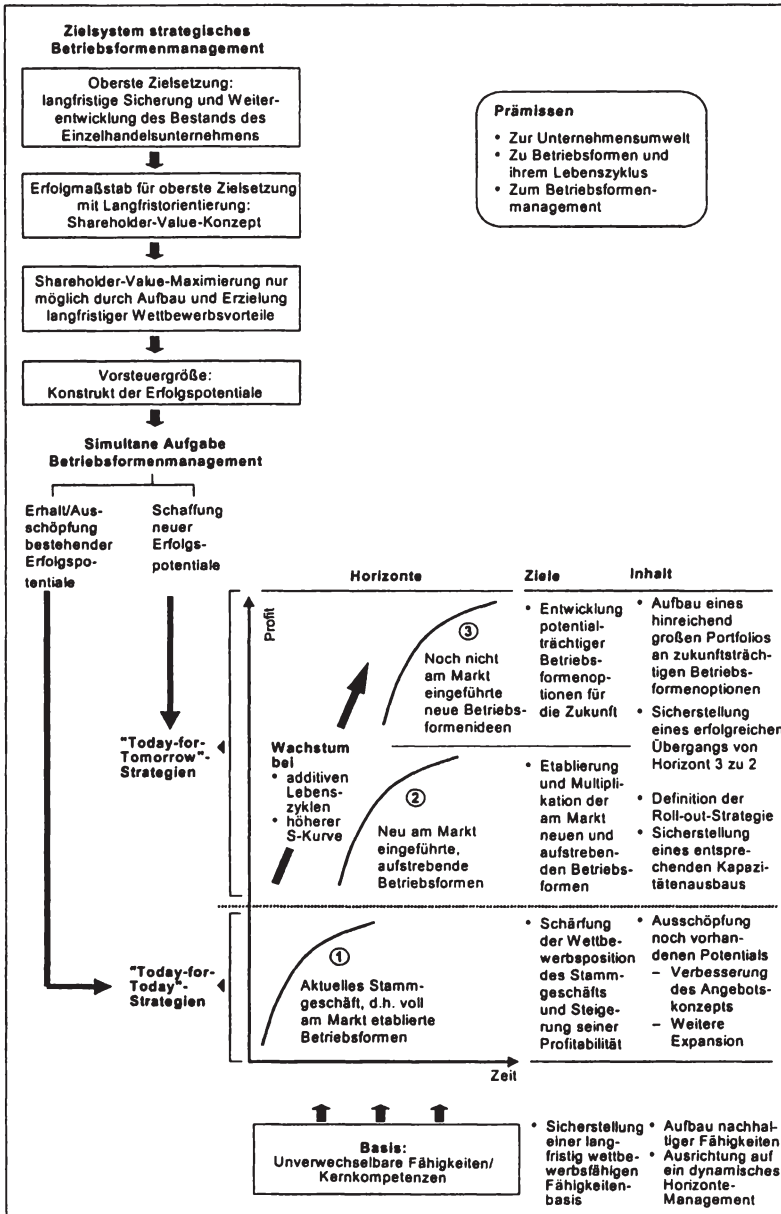 Zielsystem strategisches
Betriebsformenmanagement
Oberste Zielsetzung:
langfristige Sicherung und Weiter-
entwicklung des Bestands des
Einzelhandelsunternehmens
Prämissen
• Zur Unternehmensumwelt
• Zu Betriebsformen und
ihrem Lebenszyklus
• Zum Betriebsformen-
management
Erfolgmaßstab für oberste Zielsetzung
mit Langfristorientierung:
Shareholder-Value-Konzept
Shareholder-Value-Maximierung nur
möglich durch Aufbau und Erzielung
langfristiger Wettbewerbsvorteile
Vorsteuergröße:
Konstrukt der Erfolgspotentiale
Simultane Aufgabe
Betriebsformenmanagement
Erhalt/Aus-
schöpfung
bestehender
Erfolgspo-
tentiale
Schaffung
neuer
Erfolgs-
potentiale
"Today-for-
Tomorrow"-
Strategien
"Today-for-
Today"-
Strategien
Horizonte
Ziele
Inhalt
Profit
3
Noch nicht
am Markt
eingeführte
neue Betriebs-
formenideen
• Entwicklung
potential-
trächtiger
Betriebs-
formenop-
tionen für
die Zukunft
• Aufbau eines
hinreichend
großen Portfolios
an zukunftsträch-
tigen Betriebs-
formenoptionen
• Sicherstellung
eines erfolgreichen
Übergangs von
Horizont 3 zu 2
Wachstum
bei
• additiven
Lebens-
zyklen
• höherer
S-Kurve
2
Neu am Markt
eingeführte,
aufstrebende
Betriebsformen
• Etablierung
und Multipli-
kation der
am Markt
neuen und
aufstreben-
den Betriebs-
formen
• Definition der
Roll-out-Strategie
• Sicherstellung
eines entspre-
chenden Kapazi-
tätenausbaus
1
Aktuelles Stamm-
geschäft, d.h. voll
am Markt etablierte
Betriebsformen
• Schärfung
der Wettbe-
werbsposition
des Stamm-
geschäfts
und Steige-
rung seiner
Profitabilität
• Ausschöpfung
noch vorhan-
denen Potentials
– Verbesserung
des Angebots-
konzepts
– Weitere
Expansion
Zeit
Basis:
Unverwechselbare Fähigkeiten/
Kernkompetenzen
• Sicherstellung
einer lang-
fristig wettbe-
werbsfähigen
Fähigkeiten-
basis
• Aufbau nachhal-
tiger Fähigkeiten
• Ausrichtung auf
ein dynamisches
Horizonte-
Management